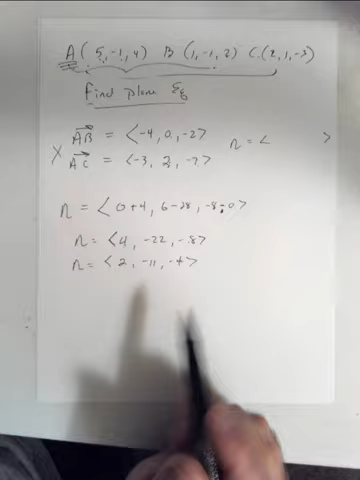 A( 5,-1,4) B (1,-1,2) C(2,1,-3)
Find plane Eq
AB = <-4, 0, -2> n = < >
X AC = <-3, 2, -7>
n = < 0+4, 6-28, -8-0>
n = <4, -22, -8>
n = <2, -11, -4>